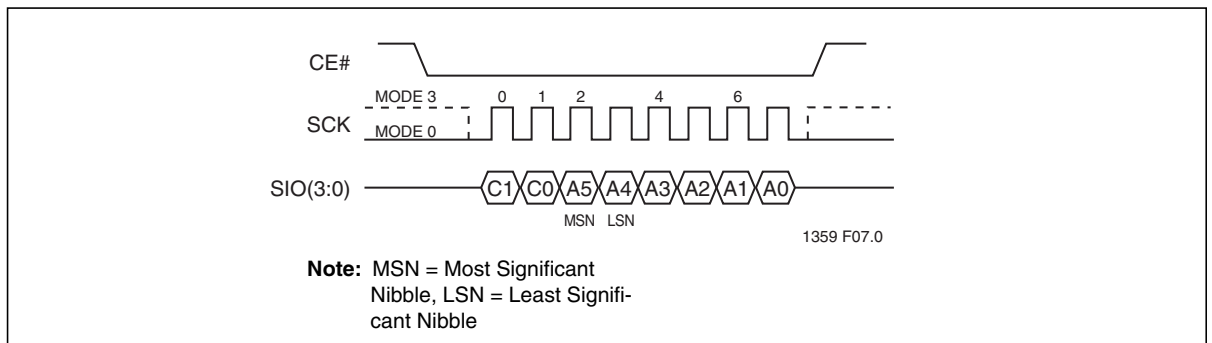 CE#
MODE 3 0 1 2 4 6
SCK
MODE 0
SIO(3:0) C1 C0 A5 A4 A3 A2 A1 A0
MSN LSN
1359 F07.0
Note: MSN = Most Significant
Nibble, LSN = Least Signifi-
cant Nibble